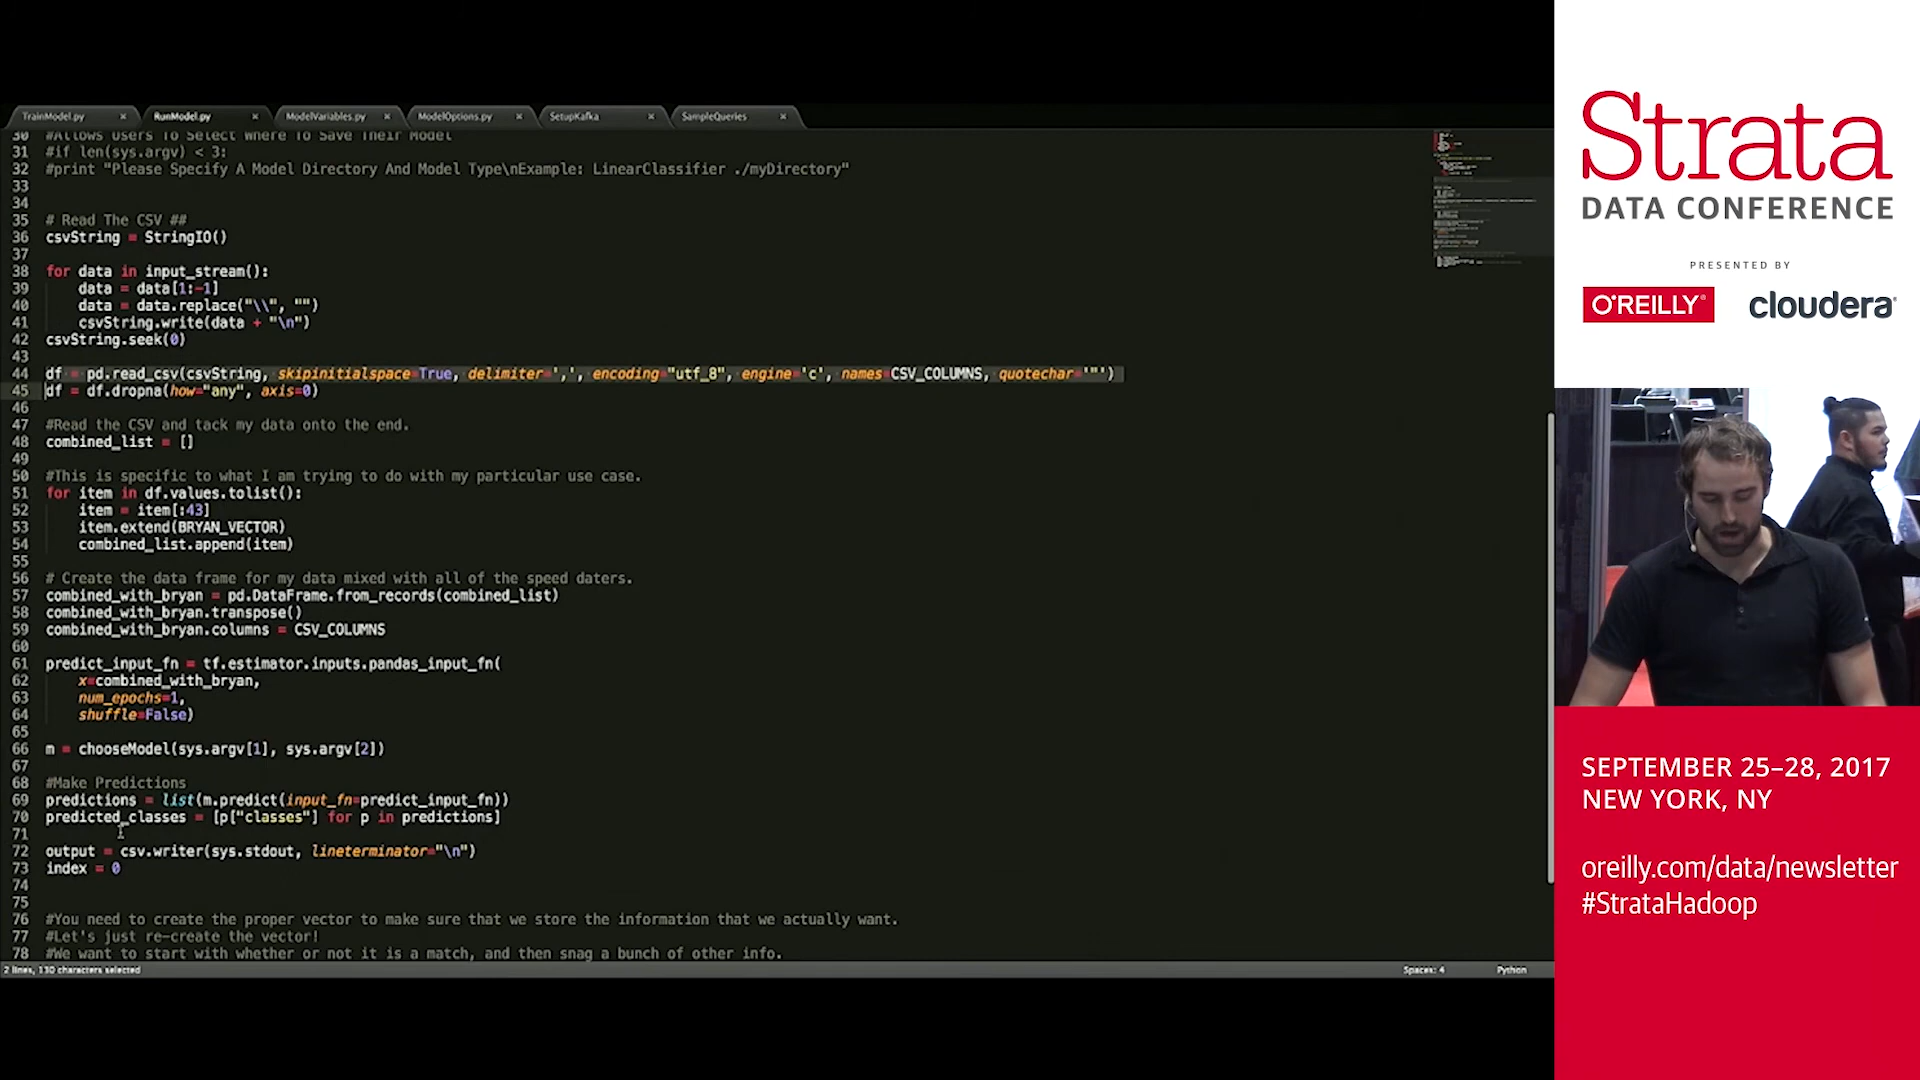 TrainModel.py
RunModel.py
ModelVariables.py
ModelOptions.py
SetupKafka
SampleQueries
30 #Allows Users To Select Where To Save Their Model
31 #if len(sys.argv) < 3:
32 #print "Please Specify A Model Directory And Model Type\nExample: LinearClassifier ./myDirectory"
33
34
35 # Read The CSV ##
36 csvString = StringIO()
37
38 for data in input_stream():
39 data = data[1:-1]
40 data = data.replace("\\", "")
41 csvString.write(data + "\n")
42 csvString.seek(0)
43
44 df = pd.read_csv(csvString, skipinitialspace=True, delimiter=',', encoding="utf_8", engine='c', names=CSV_COLUMNS, quotechar='"')
45 df = df.dropna(how="any", axis=0)
46
47 #Read the CSV and tack my data onto the end.
48 combined_list = []
49
50 #This is specific to what I am trying to do with my particular use case.
51 for item in df.values.tolist():
52 item = item[:43]
53 item.extend(BRYAN_VECTOR)
54 combined_list.append(item)
55
56 # Create the data frame for my data mixed with all of the speed daters.
57 combined_with_bryan = pd.DataFrame.from_records(combined_list)
58 combined_with_bryan.transpose()
59 combined_with_bryan.columns = CSV_COLUMNS
60
61 predict_input_fn = tf.estimator.inputs.pandas_input_fn(
62 x=combined_with_bryan,
63 num_epochs=1,
64 shuffle=False)
65
66 m = chooseModel(sys.argv[1], sys.argv[2])
67
68 #Make Predictions
69 predictions = list(m.predict(input_fn=predict_input_fn))
70 predicted_classes = [p["classes"] for p in predictions]
71
72 output = csv.writer(sys.stdout, lineterminator="\n")
73 index = 0
74
75
76 #You need to create the proper vector to make sure that we store the information that we actually want.
77 #Let's just re-create the vector!
78 #We want to start with whether or not it is a match, and then snag a bunch of other info.
2 lines, 130 characters selected
Spaces: 4
Python
Strata
DATA CONFERENCE
PRESENTED BY
O'REILLY®
cloudera
SEPTEMBER 25–28, 2017
NEW YORK, NY
oreilly.com/data/newsletter
#StrataHadoop